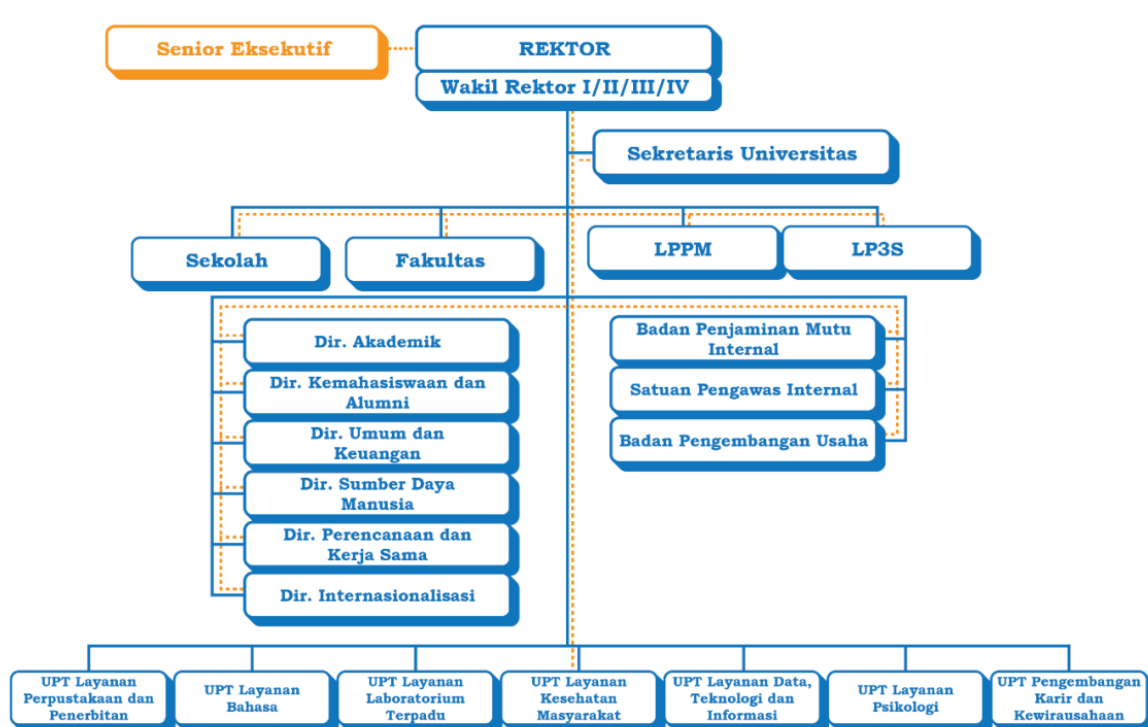 Senior Eksekutif
REKTOR
Wakil Rektor I/II/III/IV
Sekretaris Universitas
Sekolah
Fakultas
LPPM
LP3S
Dir. Akademik
Dir. Kemahasiswaan dan
Alumni
Dir. Umum dan
Keuangan
Dir. Sumber Daya
Manusia
Dir. Perencanaan dan
Kerja Sama
Dir. Internasionalisasi
Badan Penjaminan Mutu
Internal
Satuan Pengawas Internal
Badan Pengembangan Usaha
UPT Layanan
Perpustakaan dan
Penerbitan
UPT Layanan
Bahasa
UPT Layanan
Laboratorium
Terpadu
UPT Layanan
Kesehatan
Masyarakat
UPT Layanan Data,
Teknologi dan
Informasi
UPT Layanan
Psikologi
UPT Pengembangan
Karir dan
Kewirausahaan